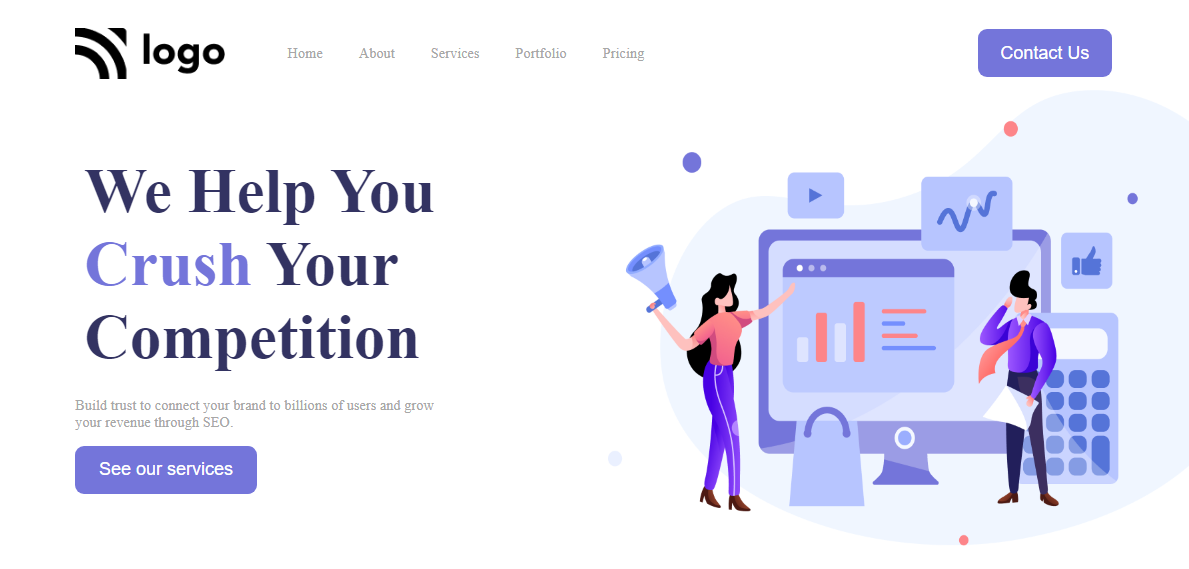 logo
Home
About
Services
Portfolio
Pricing
Contact Us
We Help You
Crush Your
Competition
Build trust to connect your brand to billions of users and grow
your revenue through SEO.
See our services